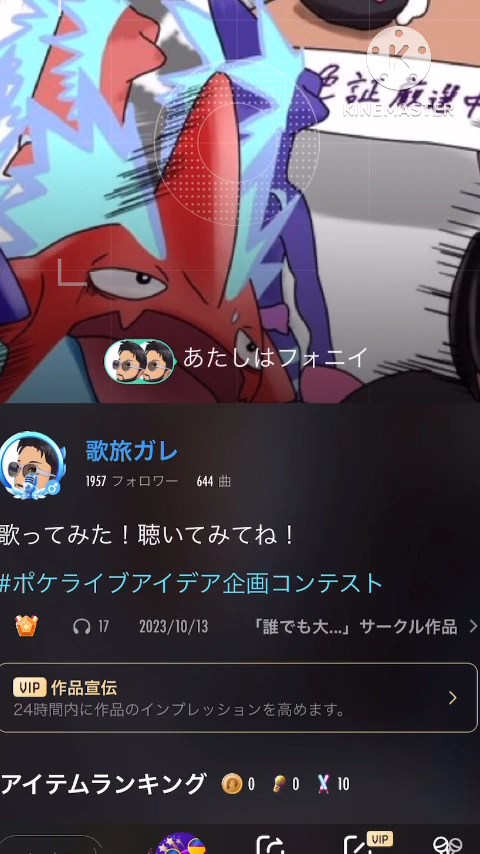 KINEMASTER
証 厳選中
あたしはフォニイ
歌旅ガレ
1957 フォロワー 644 曲
歌ってみた！聴いてみてね！
#ポケライブアイデア企画コンテスト
17 2023/10/13 「誰でも大...」サークル作品
VIP 作品宣伝
24時間内に作品のインプレッションを高めます。
アイテムランキング 0 0 10
VIP